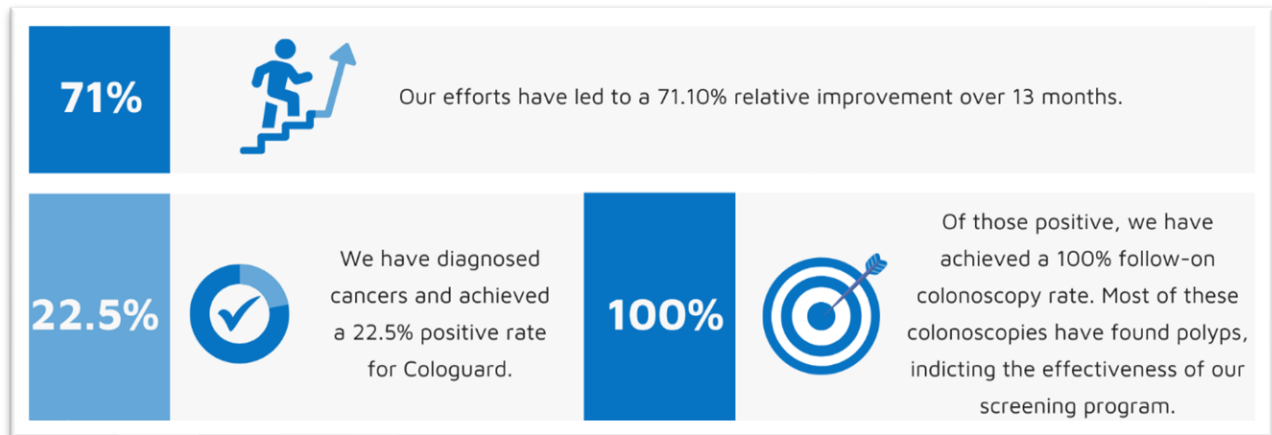 71%
Our efforts have led to a 71.10% relative improvement over 13 months.
22.5%
We have diagnosed
cancers and achieved
a 22.5% positive rate
for Cologuard.
100%
Of those positive, we have
achieved a 100% follow-on
colonoscopy rate. Most of these
colonoscopies have found polyps,
indicting the effectiveness of our
screening program.